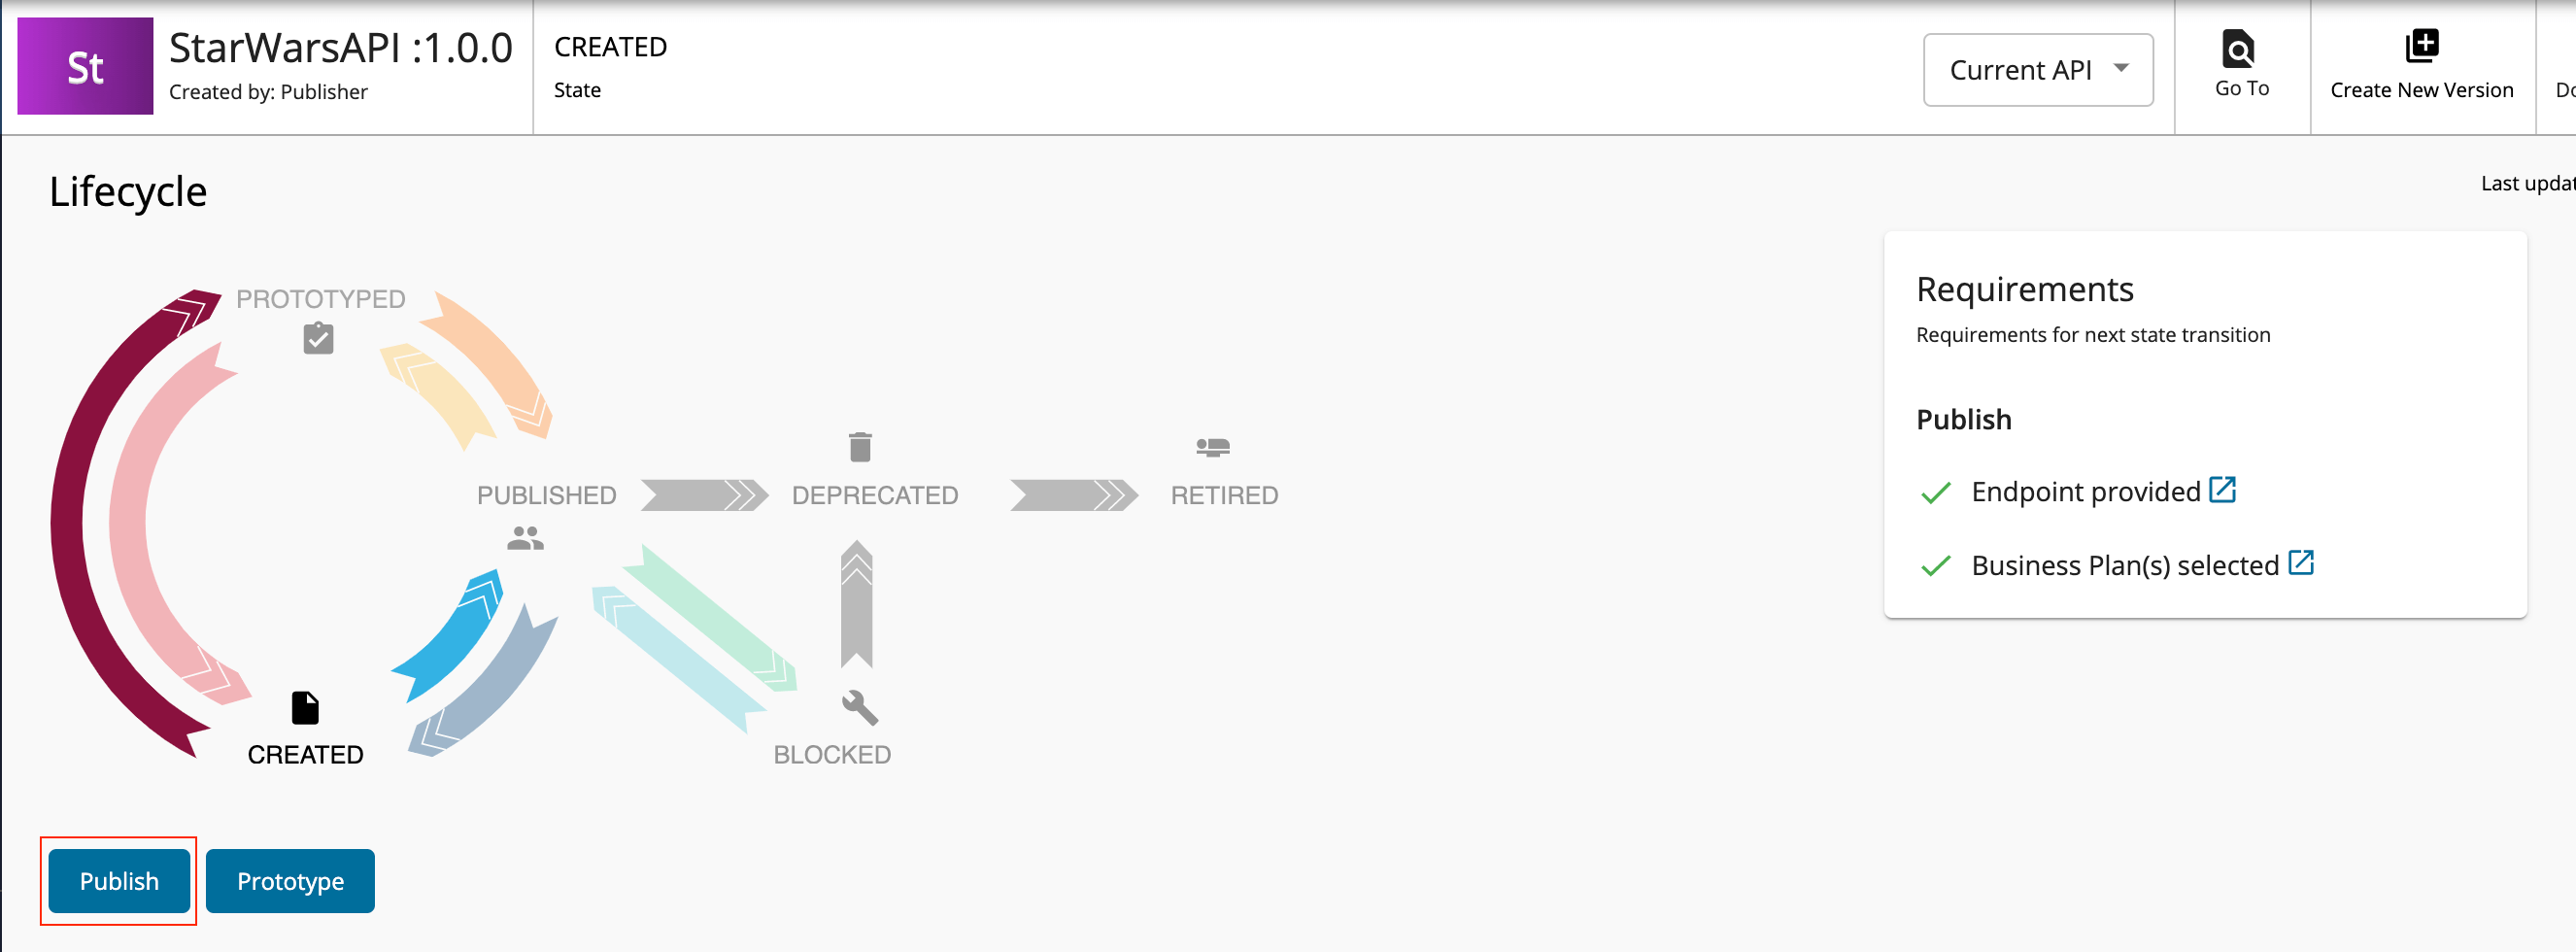 St
StarWarsAPI :1.0.0
Created by: Publisher
CREATED
State
Current API
Go To
Create New Version
Lifecycle
Requirements
Requirements for next state transition
Publish
Endpoint provided
Business Plan(s) selected
PROTOTYPED
PUBLISHED
DEPRECATED
RETIRED
CREATED
BLOCKED
Publish
Prototype
Last